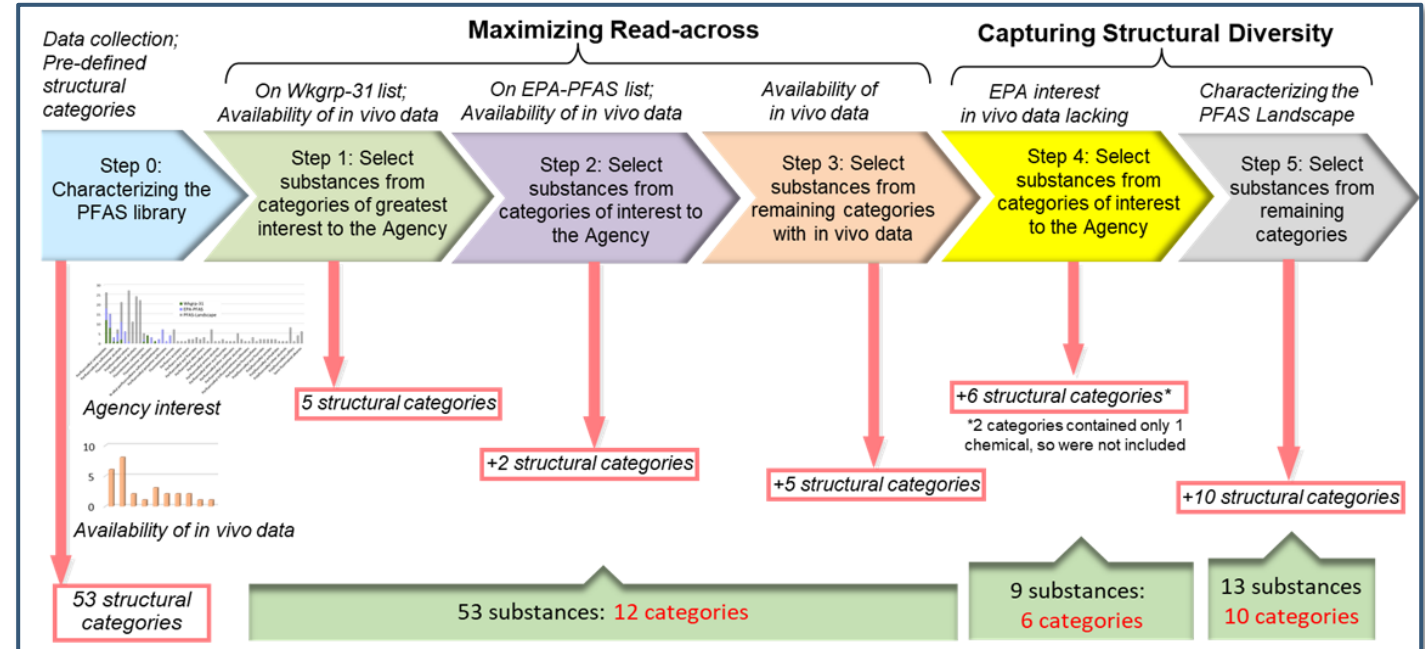 Maximizing Read-across
Capturing Structural Diversity
Data collection;
Pre-defined
structural
categories
On Wkgrp-31 list;
Availability of in vivo data
On EPA-PFAS list;
Availability of in vivo data
Availability of
in vivo data
EPA interest
in vivo data lacking
Characterizing the
PFAS Landscape
Step 0:
Characterizing the
PFAS library
Step 1: Select
substances from
categories of greatest
interest to the Agency
Step 2: Select
substances from
categories of interest to
the Agency
Step 3: Select
substances from
remaining categories
with in vivo data
Step 4: Select
substances from
categories of interest
to the Agency
Step 5: Select
substances from
remaining
categories
Wkgrp-31
EPA-PFAS
PFAS-Landscape
Agency interest
10
5
0
Availability of in vivo data
53 structural
categories
5 structural categories
+2 structural categories
+5 structural categories
+6 structural categories*
*2 categories contained only 1
chemical, so were not included
+10 structural categories
53 substances: 12 categories
9 substances:
6 categories
13 substances
10 categories